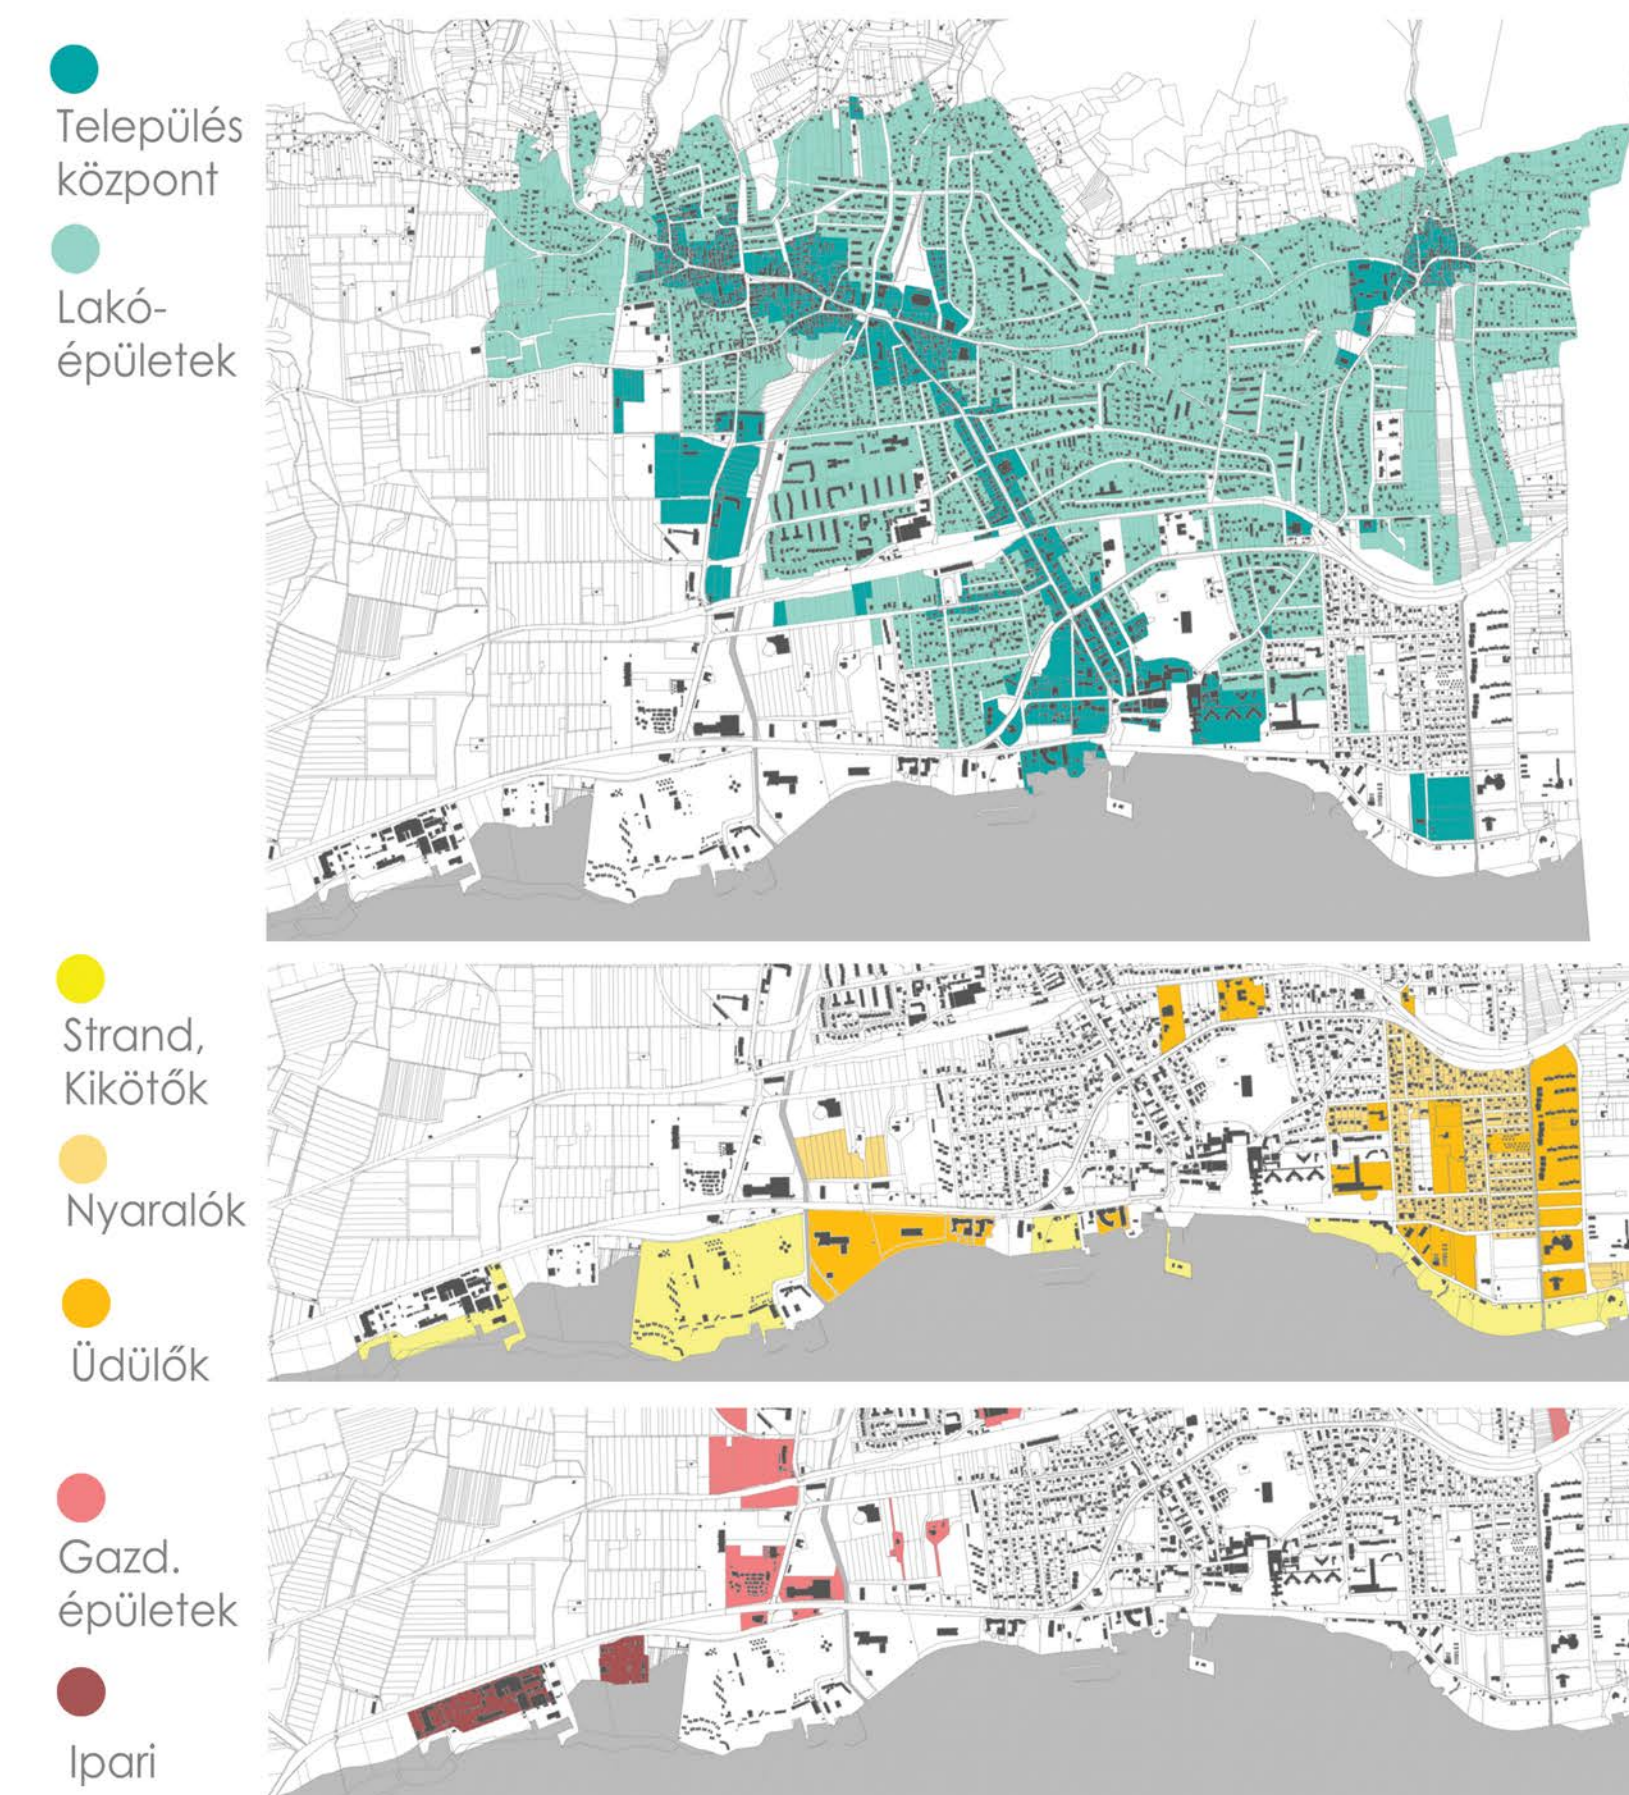 Település
központ
Lakó-
épületek
Strand,
Kikötők
Nyaralók
Üdülők
Gazd.
épületek
Ipari